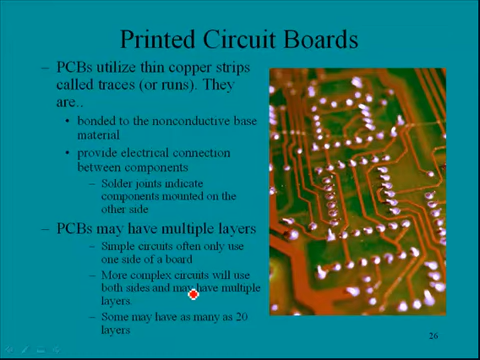 Printed Circuit Boards
– PCBs utilize thin copper strips
called traces (or runs). They
are..
• bonded to the nonconductive base
material
• provide electrical connection
between components
– Solder joints indicate
components mounted on the
other side
– PCBs may have multiple layers
– Simple circuits often only use
one side of a board
– More complex circuits will use
both sides and may have multiple
layers.
– Some may have as many as 20
layers
26